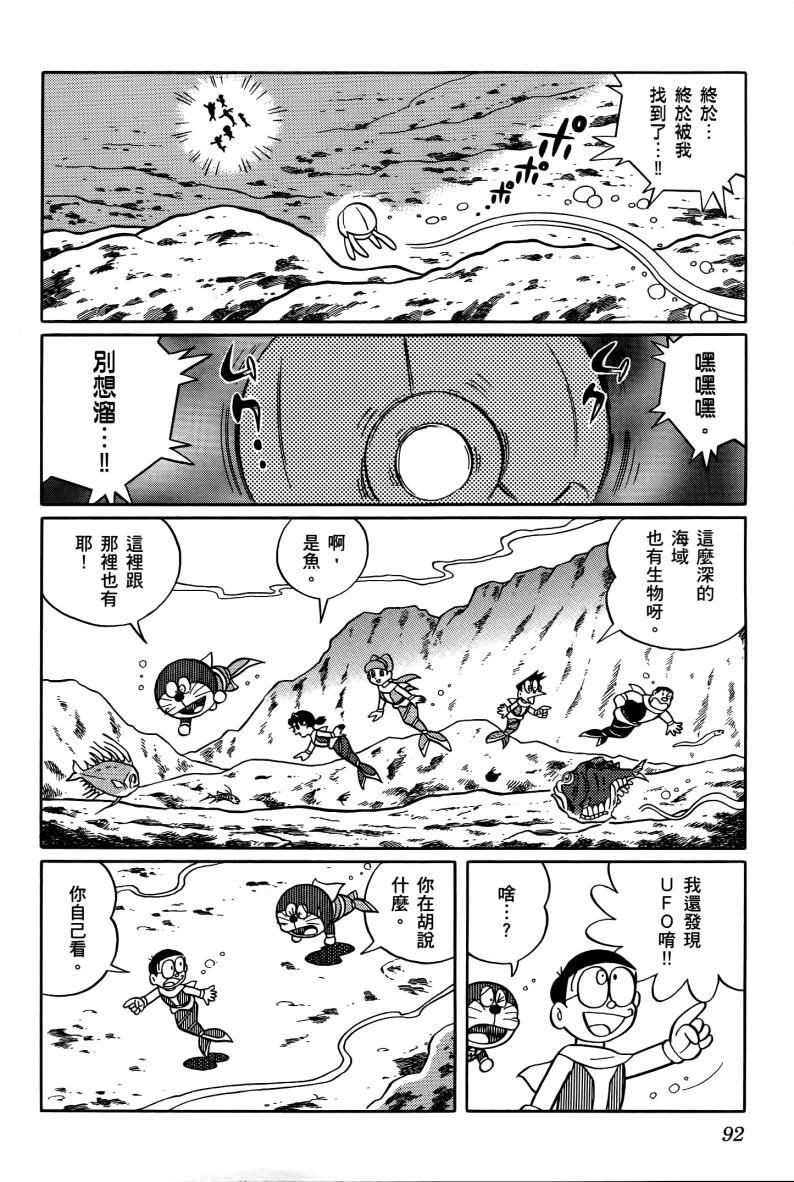 終於…
終於被我
找到了…!!
ポ
ポ
ポ
ポ
嘿嘿嘿。
別想溜…!!
這麼深的
海域
也有生物呀。
啊，
是魚。
這裡跟
那裡也有
耶！
我還發現
UFO唷!!
啥…?
你在胡說
什麼。
你自己看。
92